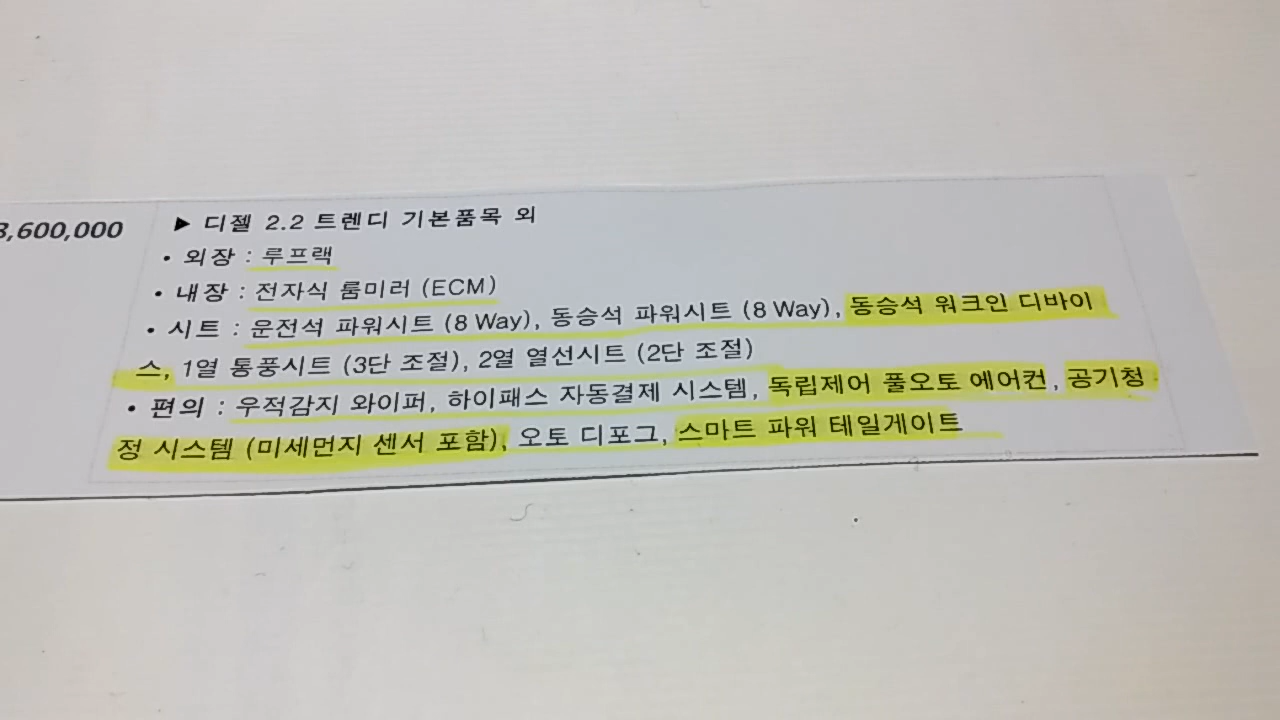 3,600,000
▶ 디젤 2.2 트렌디 기본품목 외
• 외장 : 루프랙
• 내장 : 전자식 룸미러 (ECM)
• 시트 : 운전석 파워시트 (8 Way), 동승석 파워시트 (8 Way), 동승석 워크인 디바이
스, 1열 통풍시트 (3단 조절), 2열 열선시트 (2단 조절)
• 편의 : 우적감지 와이퍼, 하이패스 자동결제 시스템, 독립제어 풀오토 에어컨, 공기청
정 시스템 (미세먼지 센서 포함), 오토 디포그, 스마트 파워 테일게이트